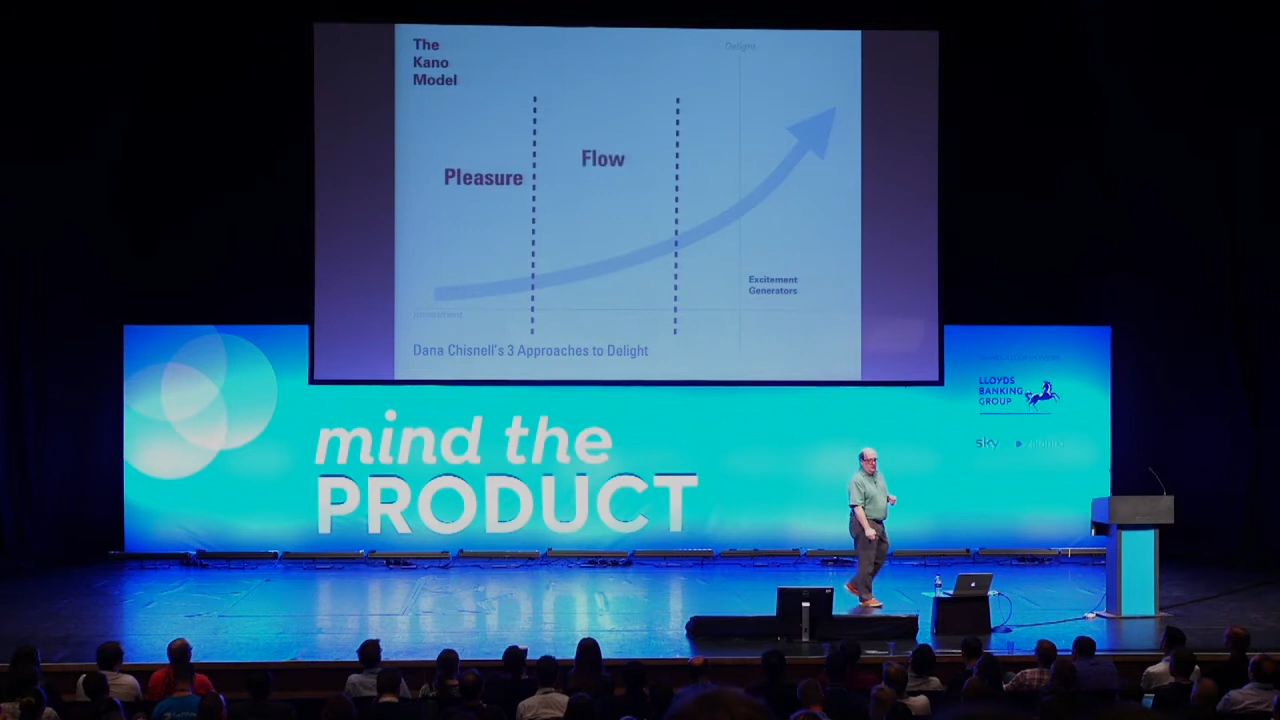 The
Kano
Model
Delight
Pleasure
Flow
Excitement
Generators
Dana Chisnell's 3 Approaches to Delight
LLOYDS
BANKING
GROUP
sky
mind the
PRODUCT